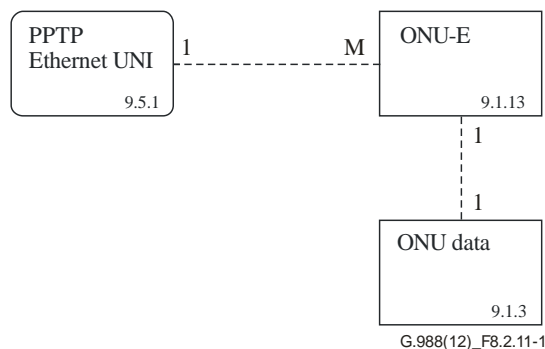 PPTP
Ethernet UNI
9.5.1
1
M
ONU-E
9.1.13
1
1
ONU data
9.1.3
G.988(12)_F8.2.11-1